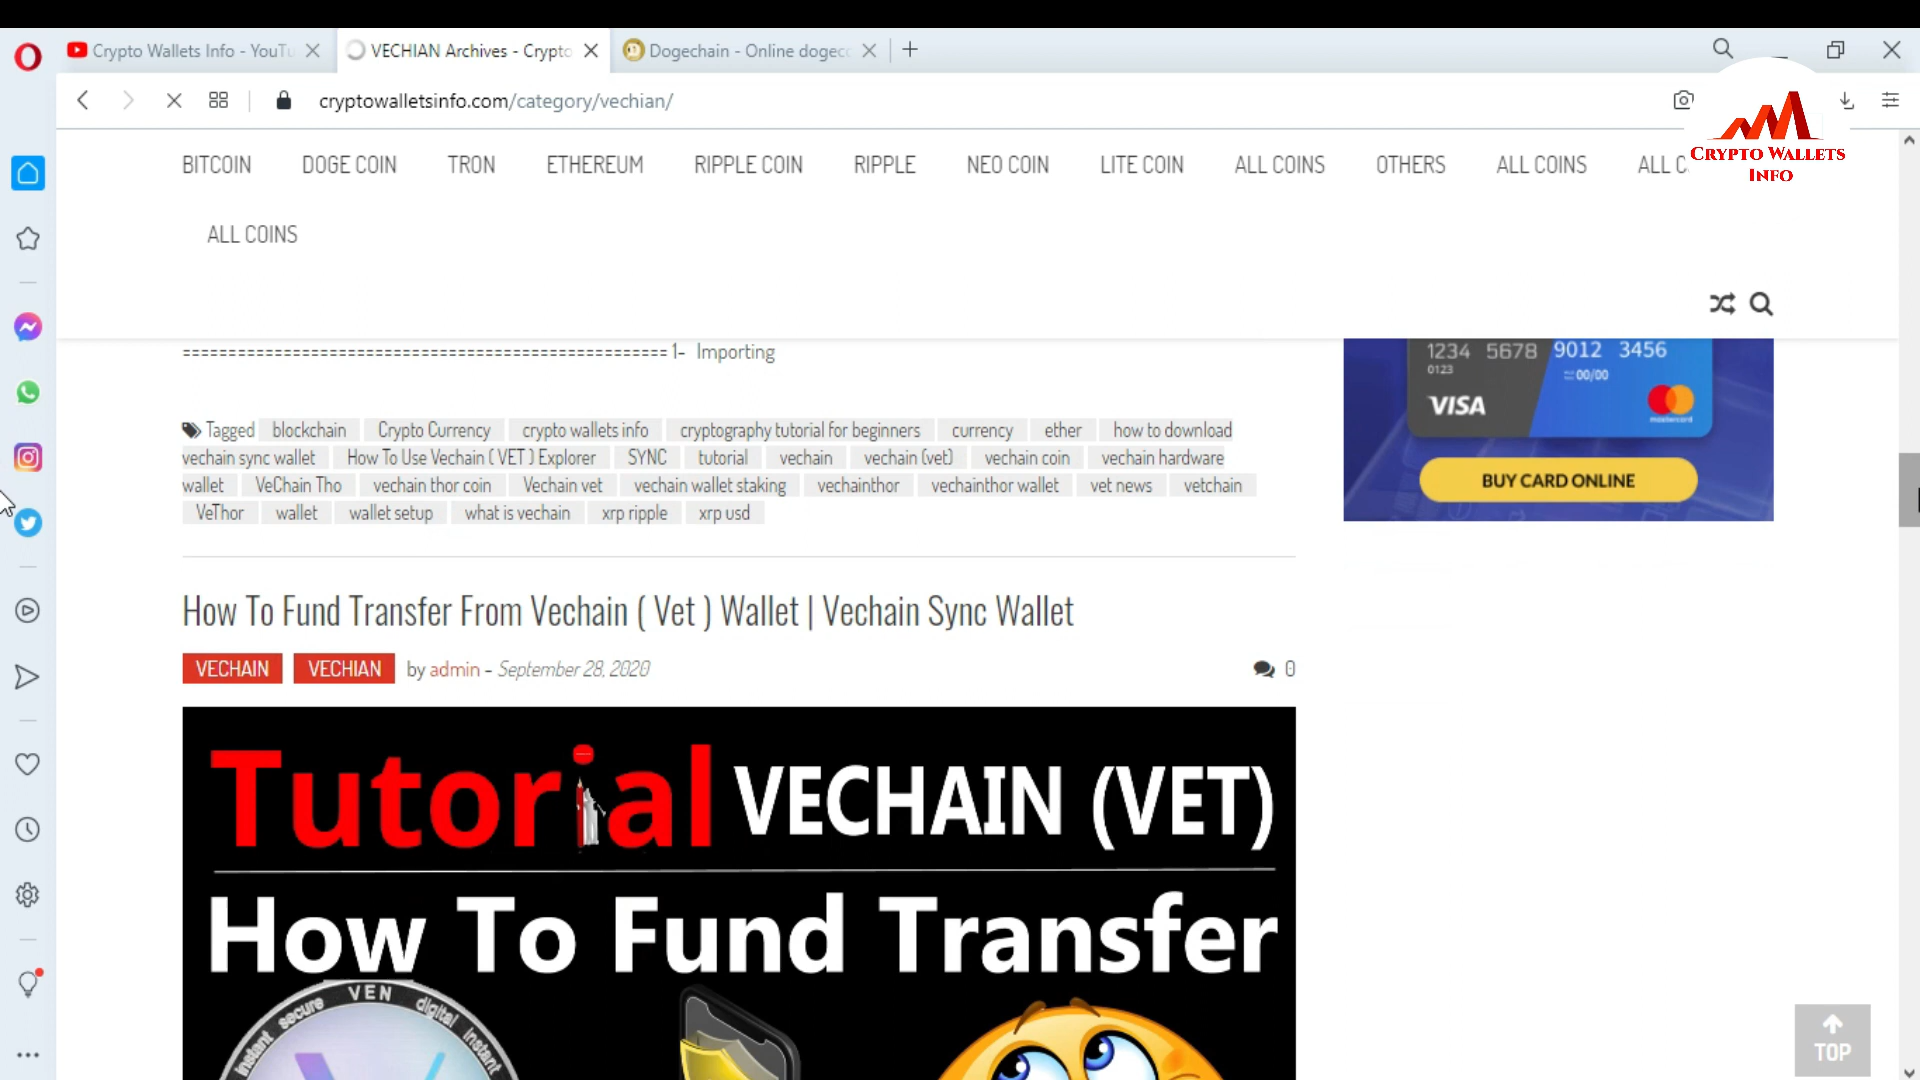 Crypto Wallets Info - YouTu
VECHIAN Archives - Crypto
Dogechain - Online dogeco
cryptowalletsinfo.com/category/vechian/
CRYPTO WALLETS
INFO
BITCOIN DOGE COIN TRON ETHEREUM RIPPLE COIN RIPPLE NEO COIN LITE COIN ALL COINS OTHERS ALL COINS ALL C
ALL COINS
================================================ 1- Importing
1234 5678 9012 3456
0123 00/00
VISA
mastercard
BUY CARD ONLINE
Tagged blockchain Crypto Currency crypto wallets info cryptography tutorial for beginners currency ether how to download
vechain sync wallet How To Use Vechain ( VET ) Explorer SYNC tutorial vechain vechain (vet) vechain coin vechain hardware
wallet VeChain Tho vechain thor coin Vechain vet vechain wallet staking vechainthor vechainthor wallet vet news vetchain
VeThor wallet wallet setup what is vechain xrp ripple xrp usd
How To Fund Transfer From Vechain ( Vet ) Wallet | Vechain Sync Wallet
VECHAIN VECHIAN by admin - September 28, 2020 0
Tutorial VECHAIN (VET)
How To Fund Transfer
instant secure VEN digital instant
TOP